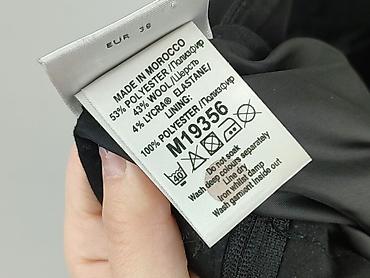 EUR 36
MADE IN MOROCCO
53% POLYESTER /Полиэфир
43% WOOL /Шерсть
4% LYCRA® ELASTANE/
LINING:
100% POLYESTER /Полиэфир
M19356
Do not soak
Wash deep colours separately
Line dry
Iron whilst damp
Wash garment inside out